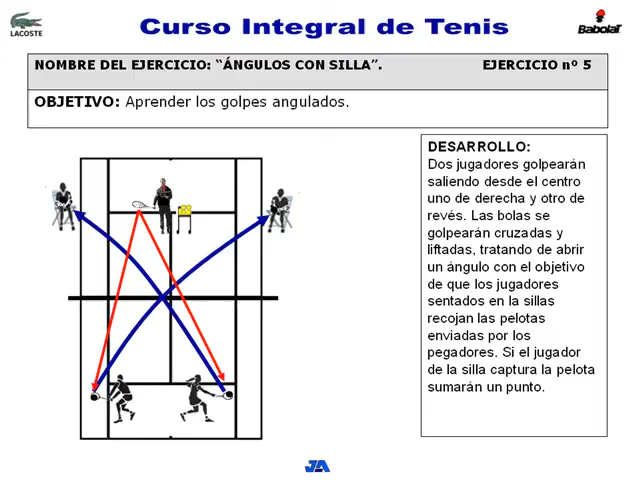 LACOSTE
Curso Integral de Tenis
BabolaT
NOMBRE DEL EJERCICIO: “ÁNGULOS CON SILLA”. EJERCICIO nº 5
OBJETIVO: Aprender los golpes angulados.
DESARROLLO:
Dos jugadores golpearán
saliendo desde el centro
uno de derecha y otro de
revés. Las bolas se
golpearán cruzadas y
liftadas, tratando de abrir
un ángulo con el objetivo
de que los jugadores
sentados en la sillas
recojan las pelotas
enviadas por los
pegadores. Si el jugador
de la silla captura la pelota
sumarán un punto.
JA